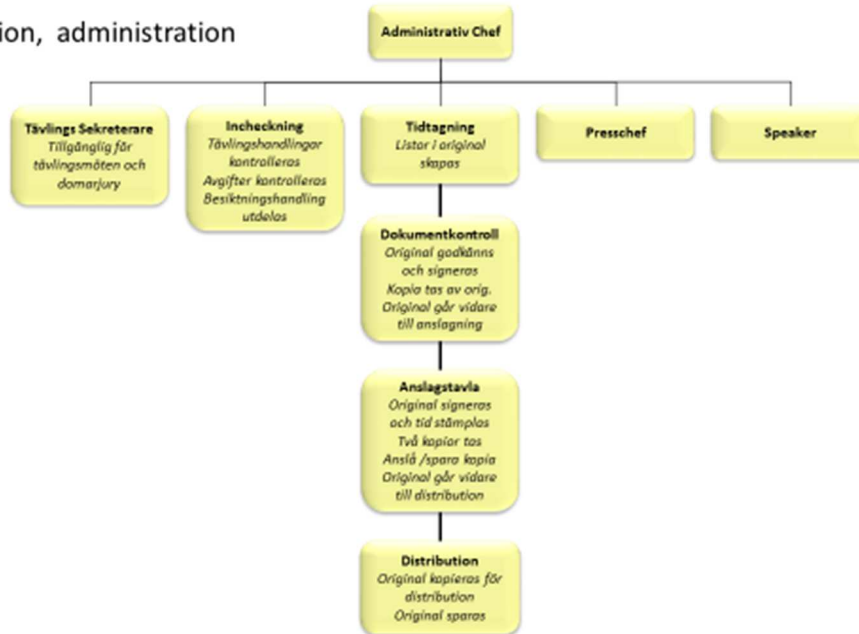 ion, administration
Administrativ Chef
Tävlings Sekreterare
Tillgänglig för
tävlingsmöten och
domarjury
Incheckning
Tävlingshandlingar
kontrolleras
Avgifter kontrolleras
Besiktningshandling
utdelas
Tidtagning
Listor i original
skapas
Presschef
Speaker
Dokumentkontroll
Original godkänns
och signeras
Kopia tas av orig.
Original går vidare
till anslagning
Anslagstavla
Original signeras
och tid stämplas
Två kopior tas
Anslå /spara kopia
Original går vidare
till distribution
Distribution
Original kopieras för
distribution
Original sparas